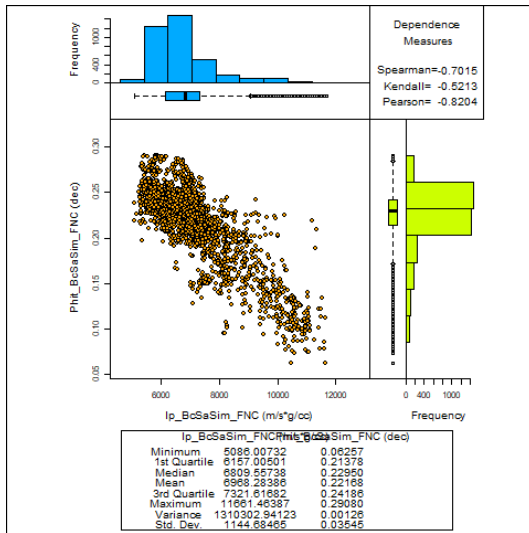 Frequency
0 400 1000
Dependence
Measures
Spearman=-0.7015
Kendall= -0.5213
Pearson= -0.8204
Phit_BcSaSim_FNC (dec)
0.05 0.10 0.15 0.20 0.25 0.30
6000 8000 10000 12000
Ip_BcSaSim_FNC (m/s*g/cc)
0 400 1000
Frequency
Ip_BcSaSim_FNC (m/s*g/cc) Phit_BcSaSim_FNC (dec)
Minimum 5086.00732 0.06257
1st Quartile 6157.00501 0.21378
Median 6809.55738 0.22950
Mean 6968.28386 0.22168
3rd Quartile 7321.61682 0.24186
Maximum 11661.46387 0.29080
Variance 1310302.94123 0.00126
Std. Dev. 1144.68465 0.03545